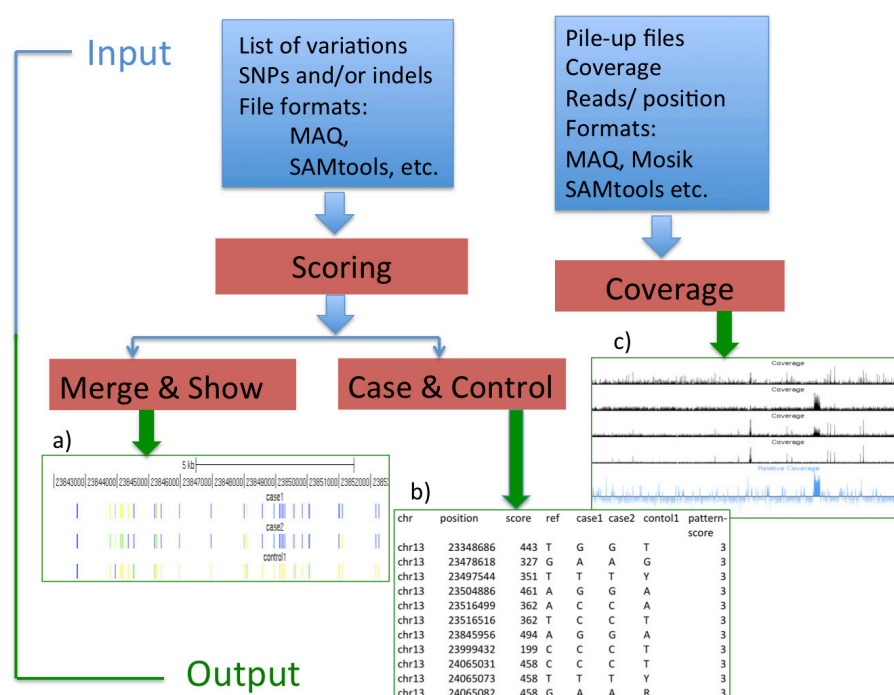 Input
List of variations
SNPs and/or indels
File formats:
MAQ,
SAMtools, etc.
Pile-up files
Coverage
Reads/ position
Formats:
MAQ, Mosik
SAMtools etc.
Scoring
Coverage
Merge & Show
Case & Control
a)
5 kb
23843000 23844000 23845000 23846000 23847000 23848000 23849000 23850000 23851000 23852000
case1
case2
control1
b)
chr position score ref case1 case2 contol1 pattern-
score
chr13 23348686 443 T G G T 3
chr13 23478618 327 G A A G 3
chr13 23497544 351 T T T Y 3
chr13 23504886 461 A G G A 3
chr13 23516499 362 A C C A 3
chr13 23516516 362 T C C T 3
chr13 23845956 494 A G G A 3
chr13 23999432 199 C C C T 3
chr13 24065031 458 C C C T 3
chr13 24065073 458 T T T Y 3
chr13 24065082 458 G A A R 3
c)
Coverage
Coverage
Coverage
Coverage
Relative Coverage
Output